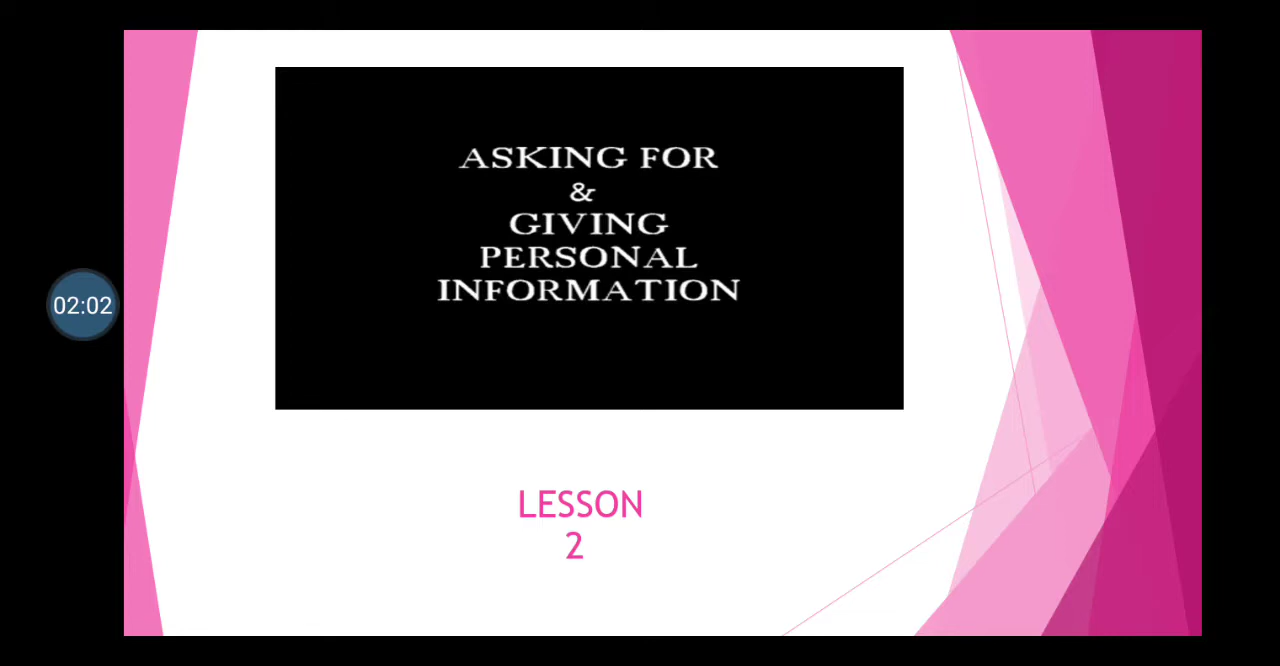 ASKING FOR
&
GIVING
PERSONAL
INFORMATION
02:02
LESSON
2